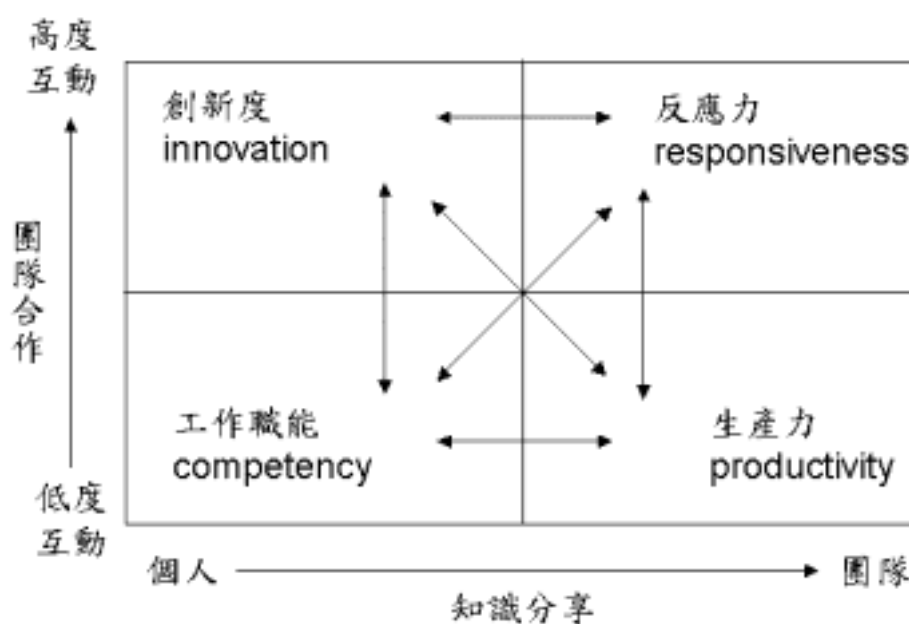 高度
互動
創新度
innovation
反應力
responsiveness
團隊合作
工作職能
competency
生產力
productivity
低度
互動
個人
團隊
知識分享